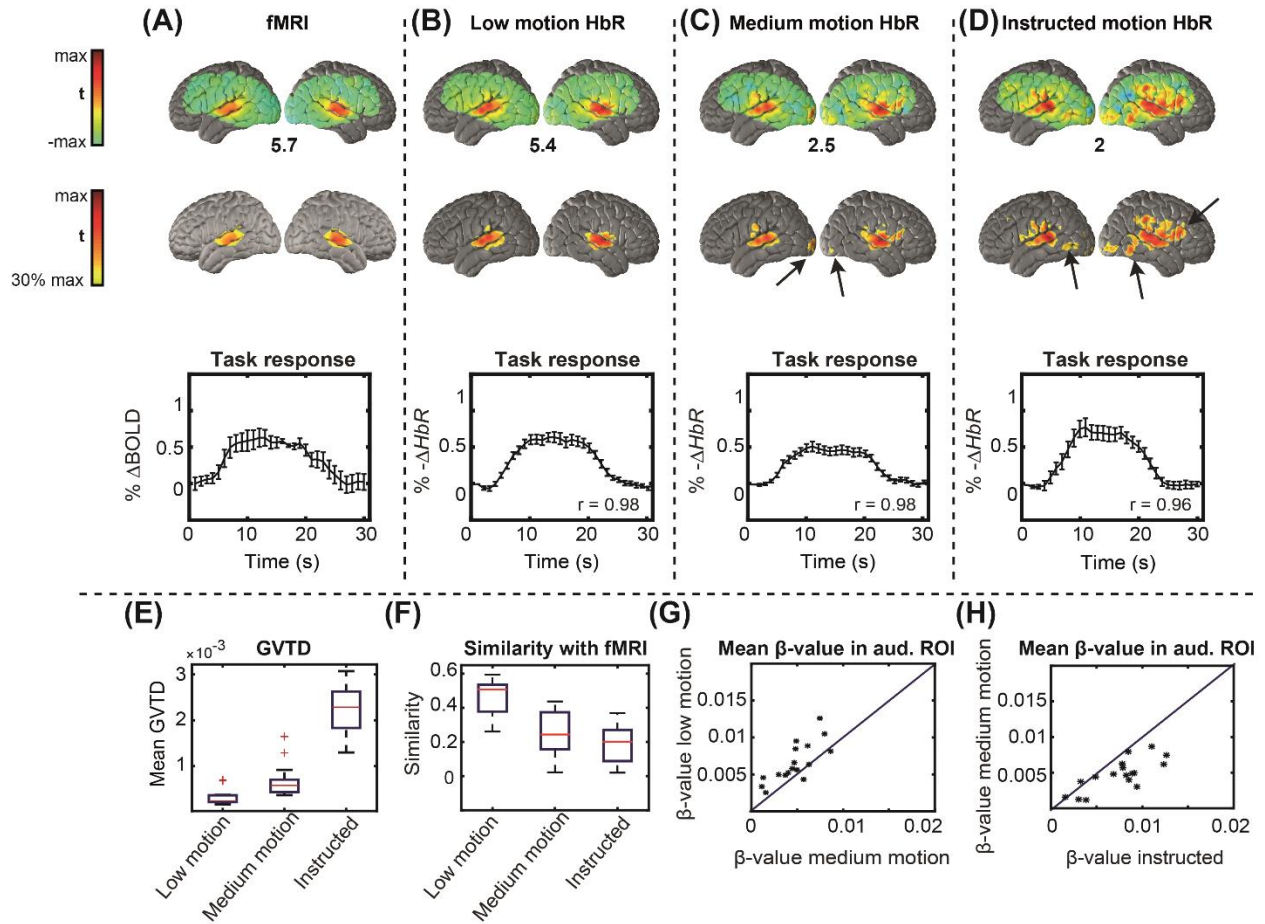 (A) fMRI
(B) Low motion HbR
(C) Medium motion HbR
(D) Instructed motion HbR
max
t
-max
5.7
5.4
2.5
2
max
t
30% max
Task response
% ΔBOLD
1
0.5
0
0 10 20 30
Time (s)
Task response
% -ΔHbR
1
0.5
0
r = 0.98
0 10 20 30
Time (s)
Task response
% -ΔHbR
1
0.5
0
r = 0.98
0 10 20 30
Time (s)
Task response
% -ΔHbR
1
0.5
0
r = 0.96
0 10 20 30
Time (s)
(E)
×10⁻³ GVTD
Mean GVTD
3
2
1
Low motion
Medium motion
Instructed
(F)
Similarity with fMRI
Similarity
0.6
0.4
0.2
0
Low motion
Medium motion
Instructed
(G)
Mean β-value in aud. ROI
β-value low motion
0.015
0.01
0.005
0 0.01 0.02
β-value medium motion
(H)
Mean β-value in aud. ROI
β-value medium motion
0.015
0.01
0.005
0 0.01 0.02
β-value instructed